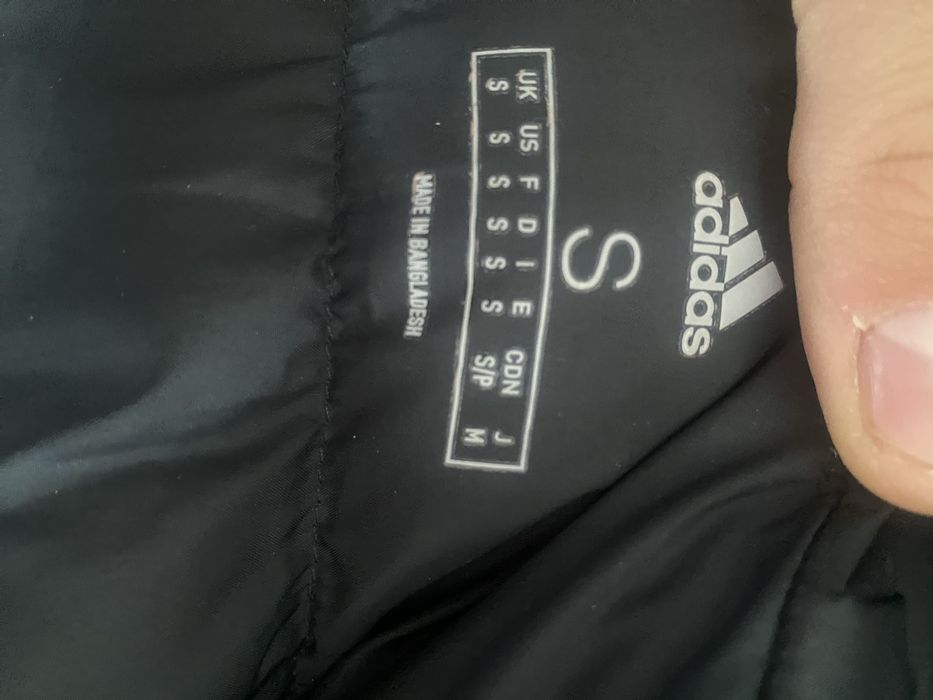 adidas
S
UK US F D I E CDN J
S S S S S S S/P M
MADE IN BANGLADESH